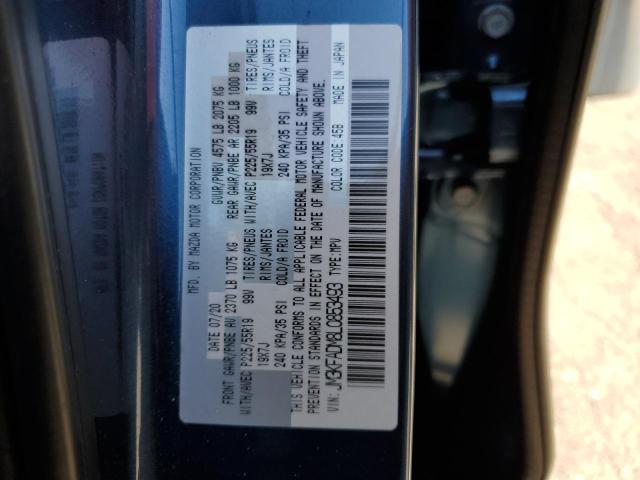 MFD. BY MAZDA MOTOR CORPORATION
DATE 07/20 GVWR/PNBV 4575 LB 2075 KG
FRONT GAWR/PNBE AV 2370 LB 1075 KG REAR GAWR/PNBE AR 2205 LB 1000 KG
WITH/AVEC P225/55R19 99V TIRES/PNEUS WITH/AVEC P225/55R19 99V TIRES/PNEUS
19X7J RIMS/JANTES 19X7J RIMS/JANTES
240 KPA/35 PSI COLD/A FROID 240 KPA/35 PSI COLD/A FROID
THIS VEHICLE CONFORMS TO ALL APPLICABLE FEDERAL MOTOR VEHICLE SAFETY AND THEFT
PREVENTION STANDARDS IN EFFECT ON THE DATE OF MANUFACTURE SHOWN ABOVE.
VIN: JM3KFADM8L0853493 TYPE:MPV COLOR CODE 45B MADE IN JAPAN